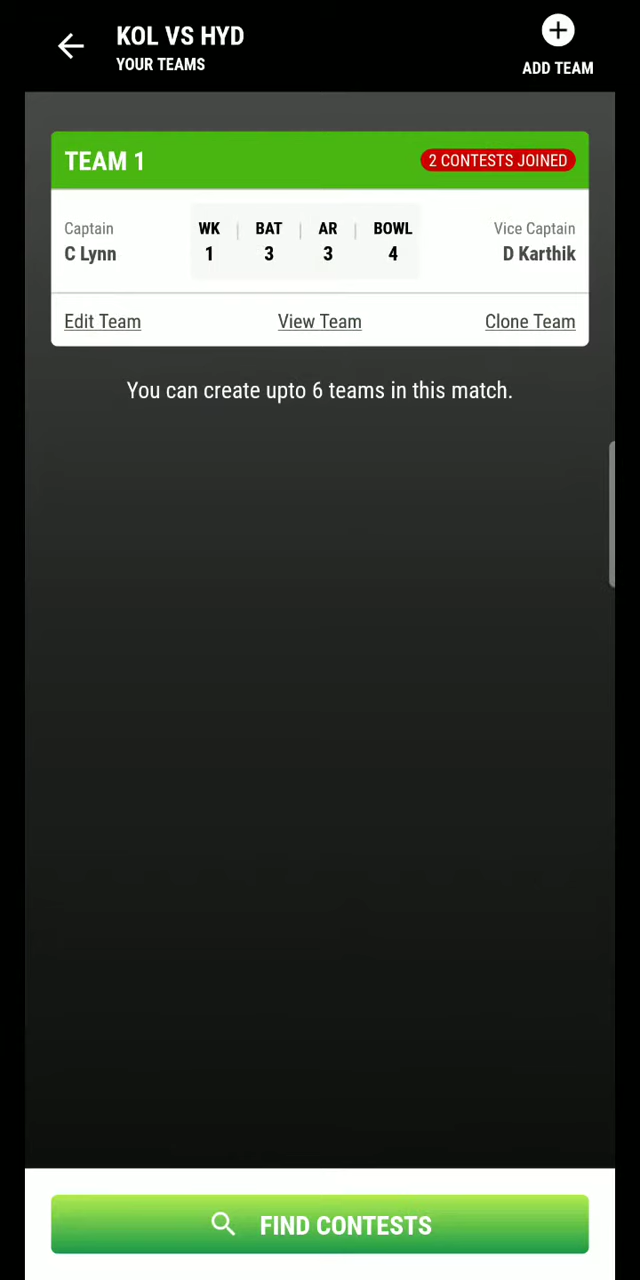 KOL VS HYD
YOUR TEAMS
ADD TEAM
TEAM 1
2 CONTESTS JOINED
Captain
C Lynn
WK | BAT | AR | BOWL
1 3 3 4
Vice Captain
D Karthik
Edit Team
View Team
Clone Team
You can create upto 6 teams in this match.
FIND CONTESTS